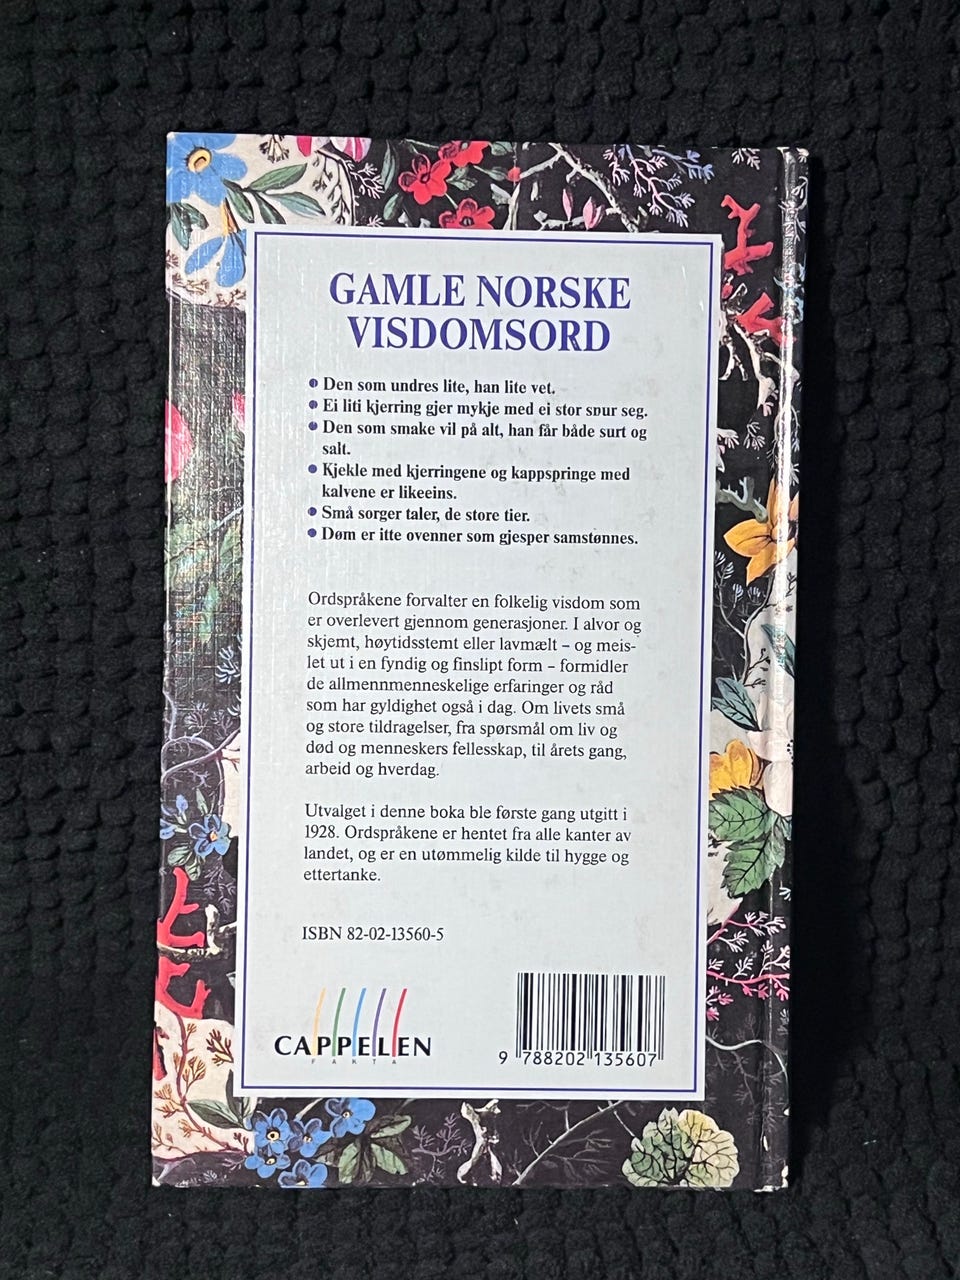 GAMLE NORSKE
VISDOMSORD
• Den som undres lite, han lite vet.
• Ei liti kjerring gjer mykje med ei stor snur seg.
• Den som smake vil på alt, han får både surt og
salt.
• Kjekle med kjerringene og kappspringe med
kalvene er likeeins.
• Små sorger taler, de store tier.
• Døm er itte ovenner som gjesper samstønnes.
Ordspråkene forvalter en folkelig visdom som
er overlevert gjennom generasjoner. I alvor og
skjemt, høytidsstemt eller lavmælt – og meis-
let ut i en fyndig og finslipt form – formidler
de allmennmenneskelige erfaringer og råd
som har gyldighet også i dag. Om livets små
og store tildragelser, fra spørsmål om liv og
død og menneskers fellesskap, til årets gang,
arbeid og hverdag.
Utvalget i denne boka ble første gang utgitt i
1928. Ordspråkene er hentet fra alle kanter av
landet, og er en utømmelig kilde til hygge og
ettertanke.
ISBN 82-02-13560-5
CAPPELEN
FAKTA
9 788202 135607